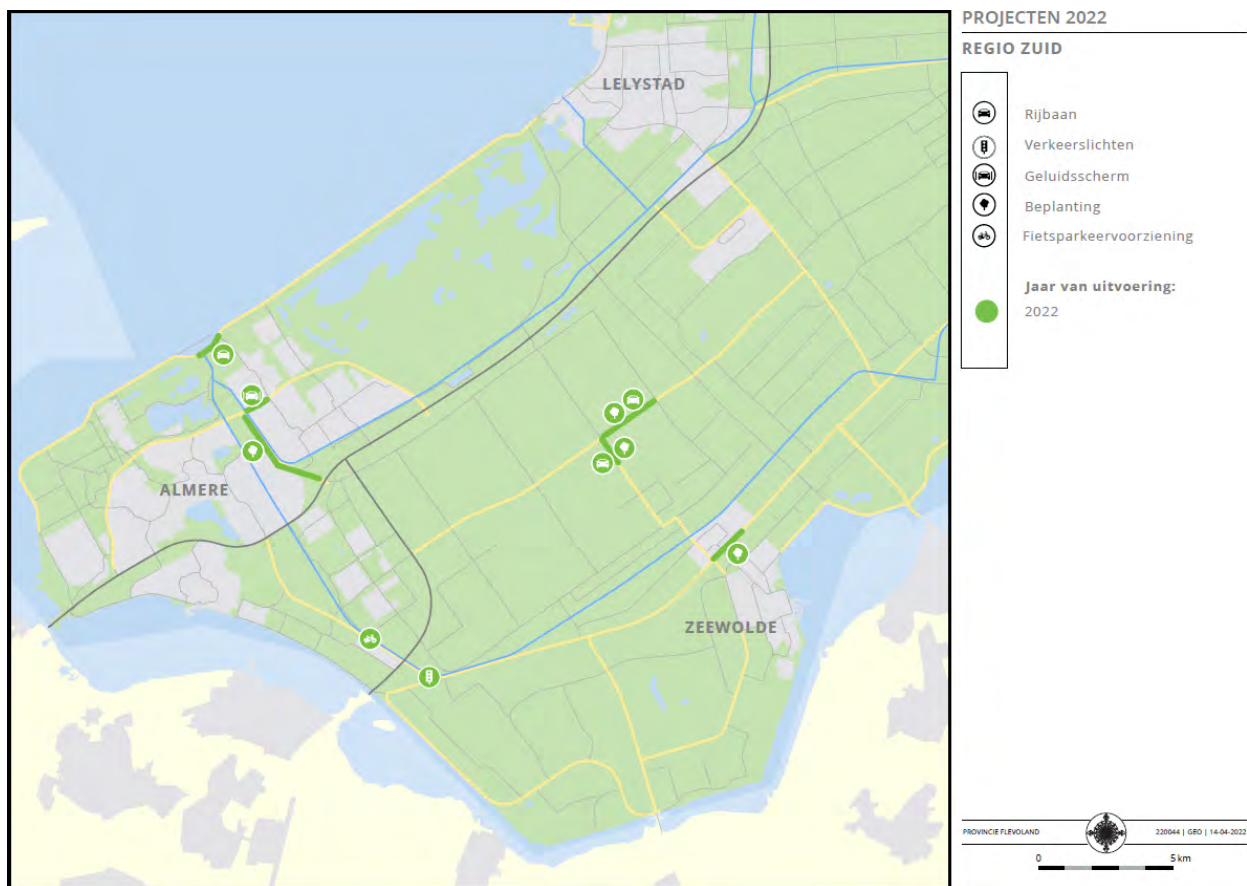 PROJECTEN 2022
REGIO ZUID
Rijbaan
Verkeerslichten
Geluidsscherm
Beplanting
Fietsparkeervoorziening
Jaar van uitvoering:
2022
LELYSTAD
ALMERE
ZEEWOLDE
PROVINCIE FLEVOLAND
220044 | GEO | 14-04-2022
0 5 km